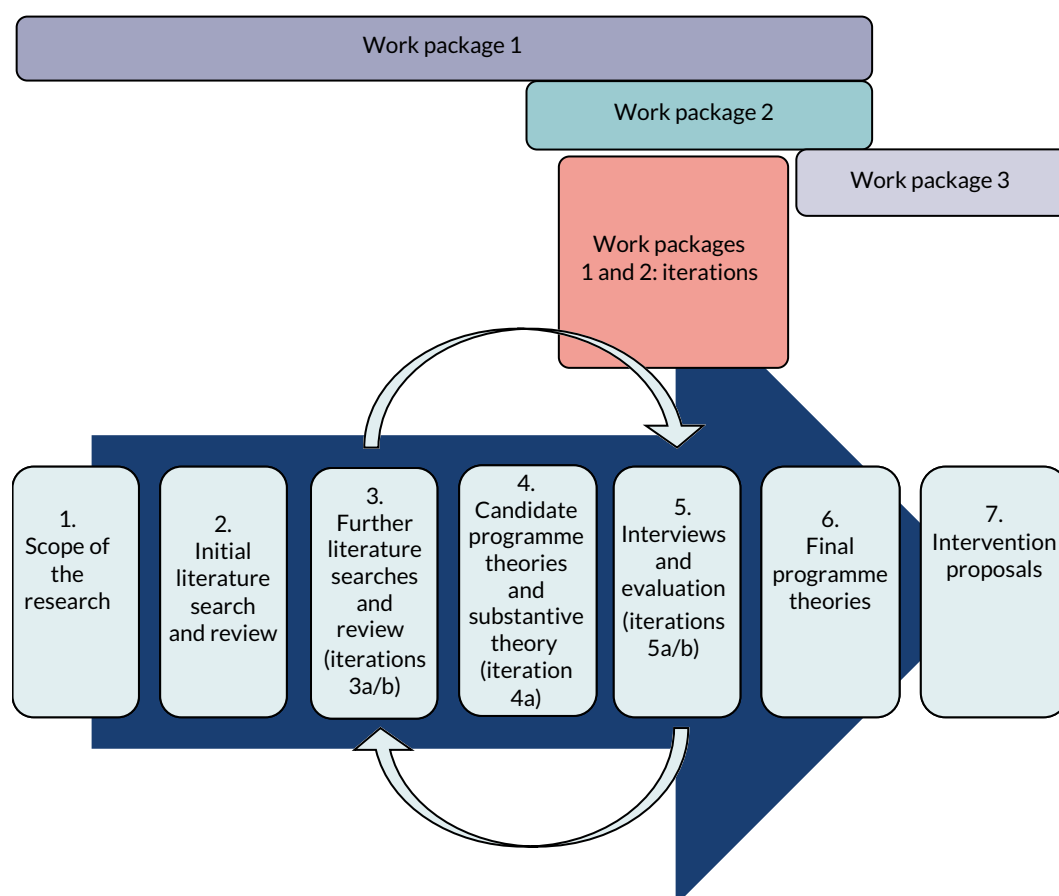 Work package 1
Work package 2
Work package 3
Work packages
1 and 2: iterations
1.
Scope of
the
research
2.
Initial
literature
search
and review
3.
Further
literature
searches
and
review
(iterations
3a/b)
4.
Candidate
programme
theories
and
substantive
theory
(iteration
4a)
5.
Interviews
and
evaluation
(iterations
5a/b)
6.
Final
programme
theories
7.
Intervention
proposals